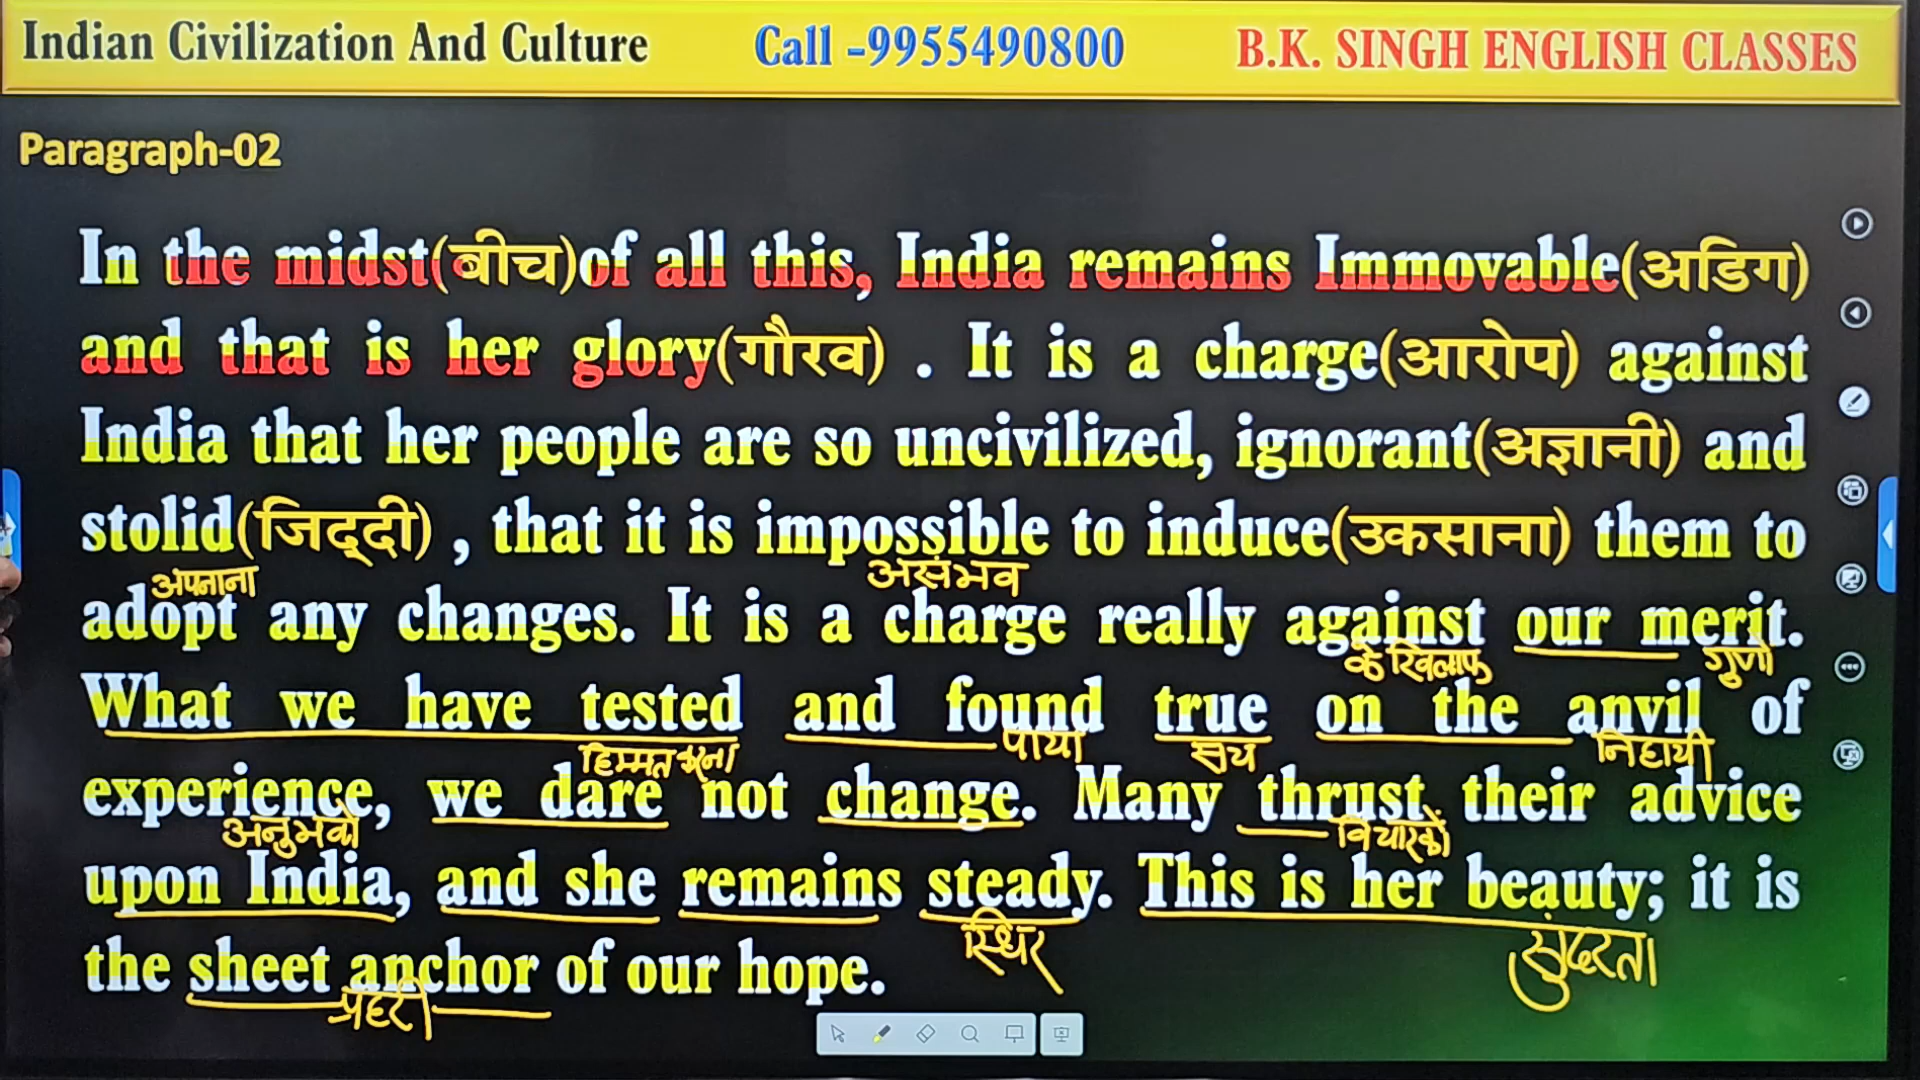 Indian Civilization And Culture Call -9955490800 B.K. SINGH ENGLISH CLASSES
Paragraph-02
In the midst(बीच)of all this, India remains Immovable(अडिग)
and that is her glory(गौरव) . It is a charge(आरोप) against
India that her people are so uncivilized, ignorant(अज्ञानी) and
stolid(जिद्दी) , that it is impossible to induce(उकसाना) them to
अपनाना असंभव
adopt any changes. It is a charge really against our merit.
के खिलाफ गुणों
What we have tested and found true on the anvil of
हिम्मत करना पाया सच निहायी
experience, we dare not change. Many thrust their advice
अनुभवों विचारकों
upon India, and she remains steady. This is her beauty; it is
स्थिर सुंदरता
the sheet anchor of our hope.
प्रहरी